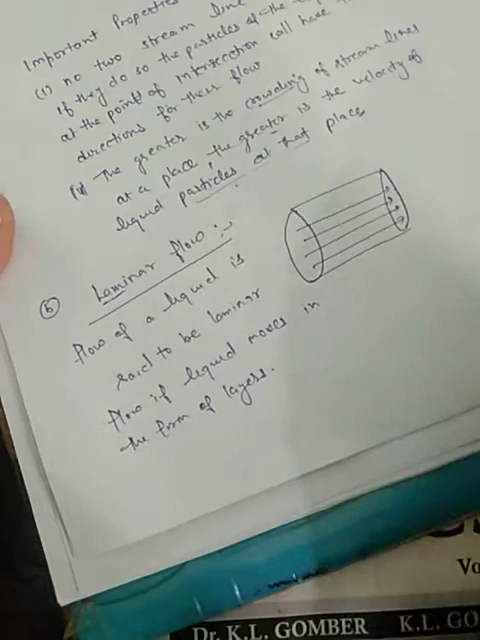 Important Properties
(i) no two stream line
If they do so the particles of the
at the point of intersection call have
directions for their flow
(ii) The greater is the crowding of stream lines
at a place, the greater is the velocity of
liquid particles at that place
(b) Laminar flow :-
flow of a liquid is
said to be laminar
flow if liquid moves in
the form of layers.
Vo
Dr. K.L. GOMBER K.L. GO